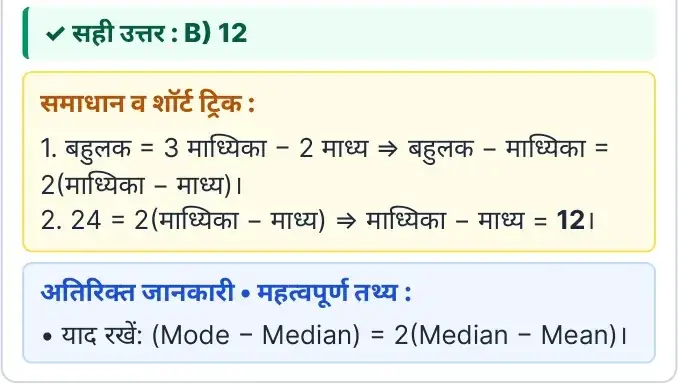 ✓ सही उत्तर : B) 12
समाधान व शॉर्ट ट्रिक :
1. बहुलक = 3 माध्यिका − 2 माध्य ⇒ बहुलक − माध्यिका =
2(माध्यिका − माध्य)।
2. 24 = 2(माध्यिका − माध्य) ⇒ माध्यिका − माध्य = 12।
अतिरिक्त जानकारी • महत्वपूर्ण तथ्य :
• याद रखें: (Mode − Median) = 2(Median − Mean)।